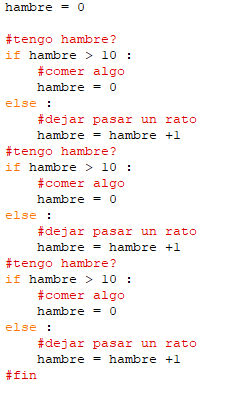 hambre = 0

#tengo hambre?
if hambre > 10 :
    #comer algo
    hambre = 0
else :
    #dejar pasar un rato
    hambre = hambre +1
#tengo hambre?
if hambre > 10 :
    #comer algo
    hambre = 0
else :
    #dejar pasar un rato
    hambre = hambre +1
#tengo hambre?
if hambre > 10 :
    #comer algo
    hambre = 0
else :
    #dejar pasar un rato
    hambre = hambre +1
#fin